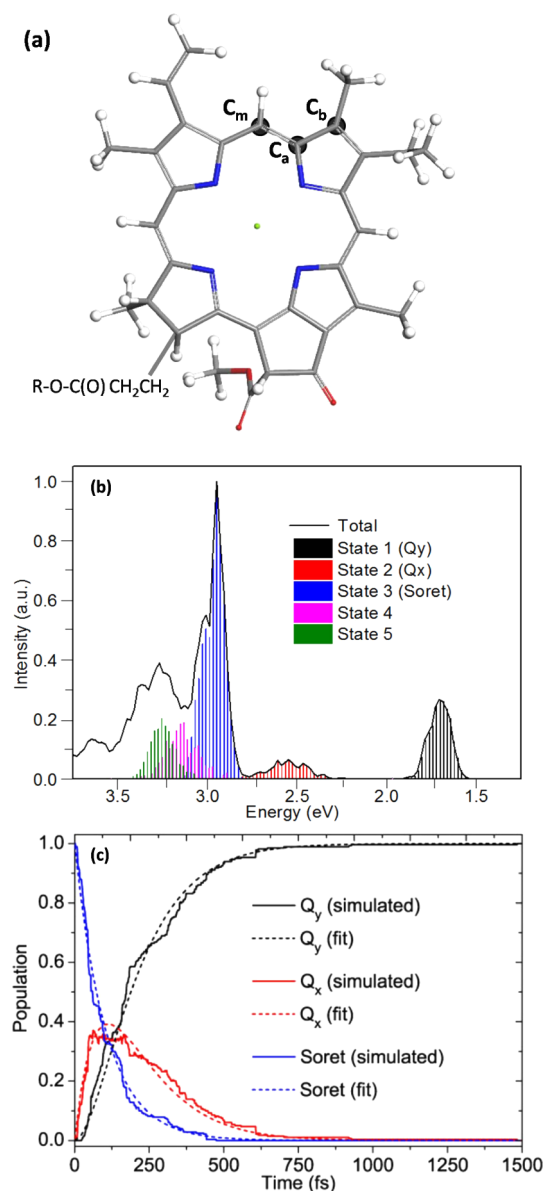 (a)
Cm
Cb
Ca
R-O-C(O) CH2CH2
(b)
Total
State 1 (Qy)
State 2 (Qx)
State 3 (Soret)
State 4
State 5
Intensity (a.u.)
1.0
0.8
0.6
0.4
0.2
0.0
3.5 3.0 2.5 2.0 1.5
Energy (eV)
(c)
Qy (simulated)
Qy (fit)
Qx (simulated)
Qx (fit)
Soret (simulated)
Soret (fit)
Population
1.0
0.8
0.6
0.4
0.2
0.0
0 250 500 750 1000 1250 1500
Time (fs)